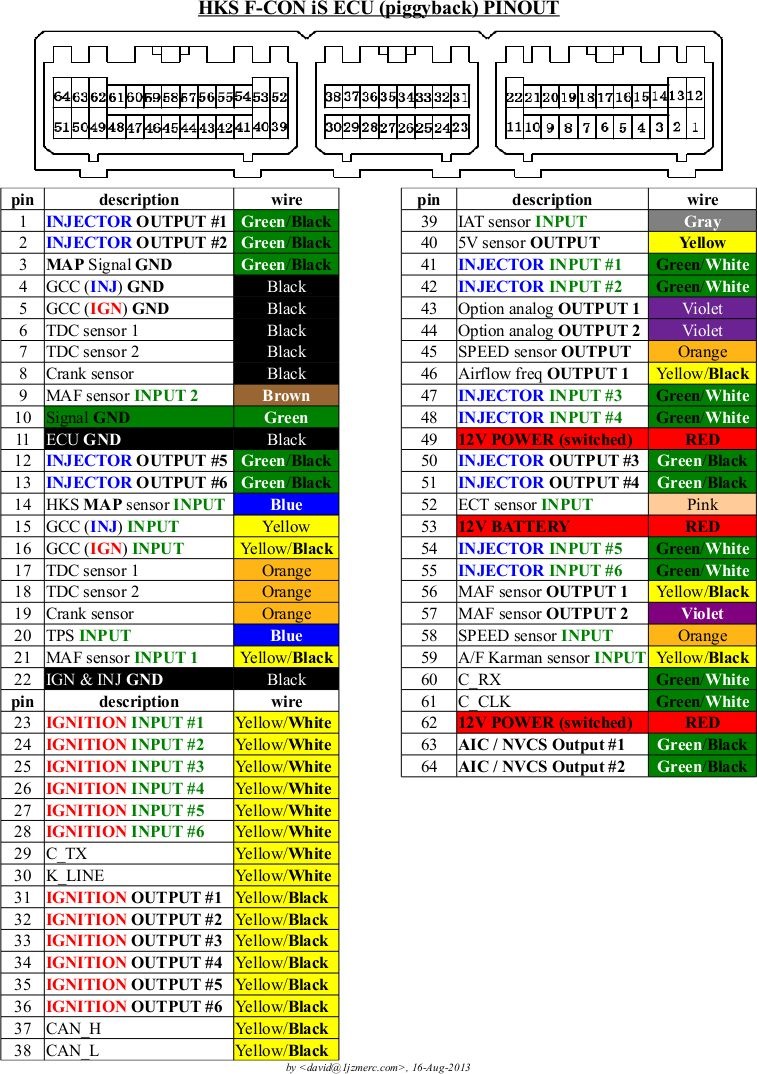 HKS F-CON iS ECU (piggyback) PINOUT
64 63 62 61 60 59 58 57 56 55 54 53 52
51 50 49 48 47 46 45 44 43 42 41 40 39
38 37 36 35 34 33 32 31
30 29 28 27 26 25 24 23
22 21 20 19 18 17 16 15 14 13 12
11 10 9 8 7 6 5 4 3 2 1
pin description wire
1 INJECTOR OUTPUT #1 Green/Black
2 INJECTOR OUTPUT #2 Green/Black
3 MAP Signal GND Green/Black
4 GCC (INJ) GND Black
5 GCC (IGN) GND Black
6 TDC sensor 1 Black
7 TDC sensor 2 Black
8 Crank sensor Black
9 MAF sensor INPUT 2 Brown
10 Signal GND Green
11 ECU GND Black
12 INJECTOR OUTPUT #5 Green/Black
13 INJECTOR OUTPUT #6 Green/Black
14 HKS MAP sensor INPUT Blue
15 GCC (INJ) INPUT Yellow
16 GCC (IGN) INPUT Yellow/Black
17 TDC sensor 1 Orange
18 TDC sensor 2 Orange
19 Crank sensor Orange
20 TPS INPUT Blue
21 MAF sensor INPUT 1 Yellow/Black
22 IGN & INJ GND Black
pin description wire
23 IGNITION INPUT #1 Yellow/White
24 IGNITION INPUT #2 Yellow/White
25 IGNITION INPUT #3 Yellow/White
26 IGNITION INPUT #4 Yellow/White
27 IGNITION INPUT #5 Yellow/White
28 IGNITION INPUT #6 Yellow/White
29 C_TX Yellow/White
30 K_LINE Yellow/White
31 IGNITION OUTPUT #1 Yellow/Black
32 IGNITION OUTPUT #2 Yellow/Black
33 IGNITION OUTPUT #3 Yellow/Black
34 IGNITION OUTPUT #4 Yellow/Black
35 IGNITION OUTPUT #5 Yellow/Black
36 IGNITION OUTPUT #6 Yellow/Black
37 CAN_H Yellow/Black
38 CAN_L Yellow/Black
pin description wire
39 IAT sensor INPUT Gray
40 5V sensor OUTPUT Yellow
41 INJECTOR INPUT #1 Green/White
42 INJECTOR INPUT #2 Green/White
43 Option analog OUTPUT 1 Violet
44 Option analog OUTPUT 2 Violet
45 SPEED sensor OUTPUT Orange
46 Airflow freq OUTPUT 1 Yellow/Black
47 INJECTOR INPUT #3 Green/White
48 INJECTOR INPUT #4 Green/White
49 12V POWER (switched) RED
50 INJECTOR OUTPUT #3 Green/Black
51 INJECTOR OUTPUT #4 Green/Black
52 ECT sensor INPUT Pink
53 12V BATTERY RED
54 INJECTOR INPUT #5 Green/White
55 INJECTOR INPUT #6 Green/White
56 MAF sensor OUTPUT 1 Yellow/Black
57 MAF sensor OUTPUT 2 Violet
58 SPEED sensor INPUT Orange
59 A/F Karman sensor INPUT Yellow/Black
60 C_RX Green/White
61 C_CLK Green/White
62 12V POWER (switched) RED
63 AIC / NVCS Output #1 Green/Black
64 AIC / NVCS Output #2 Green/Black
by <david@1jzmerc.com>, 16-Aug-2013